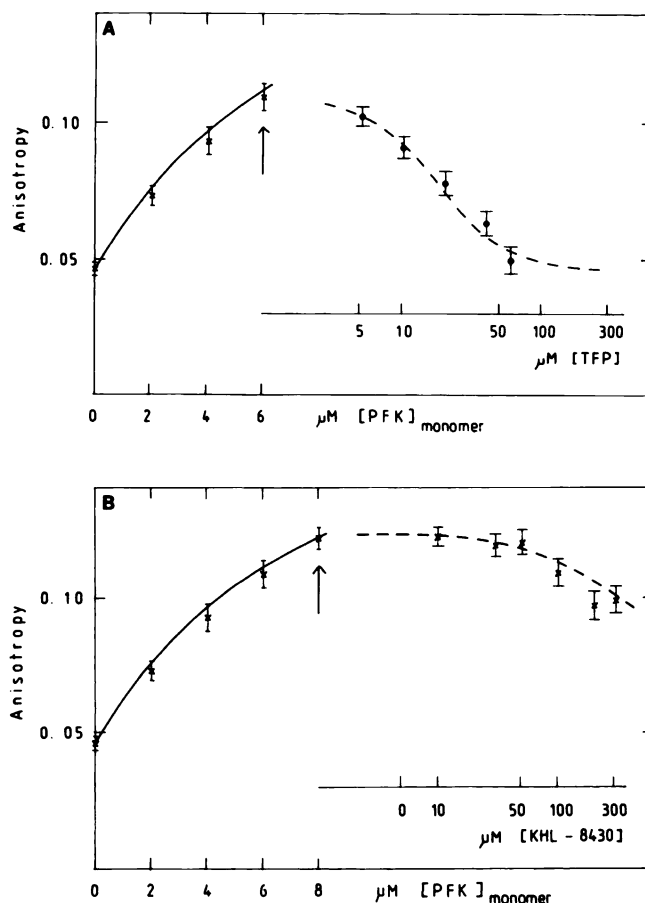 A
0.10
0.05
Anisotropy
5 10 50 100 300
μM [TFP]
0 2 4 6 μM [PFK]monomer
B
0.10
0.05
Anisotropy
0 10 50 100 300
μM [KHL-8430]
0 2 4 6 8 μM [PFK]monomer